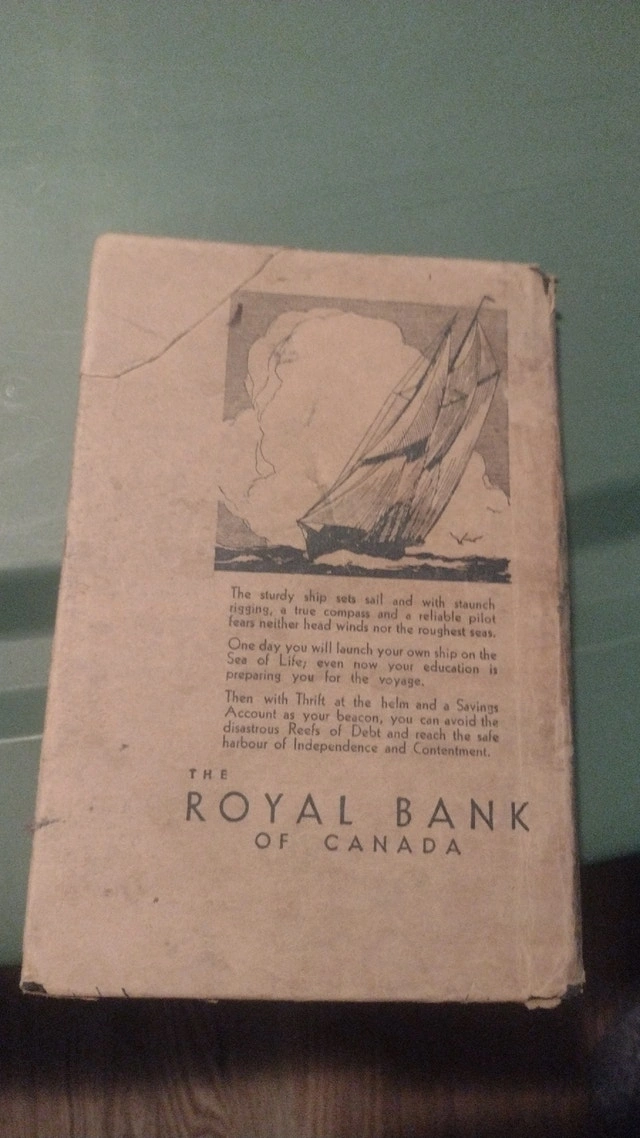 The sturdy ship sets sail and with staunch
rigging, a true compass and a reliable pilot
fears neither head winds nor the roughest seas.
One day you will launch your own ship on the
Sea of Life; even now your education is
preparing you for the voyage.
Then with Thrift at the helm and a Savings
Account as your beacon, you can avoid the
disastrous Reefs of Debt and reach the safe
harbour of Independence and Contentment.
THE
ROYAL BANK
OF CANADA